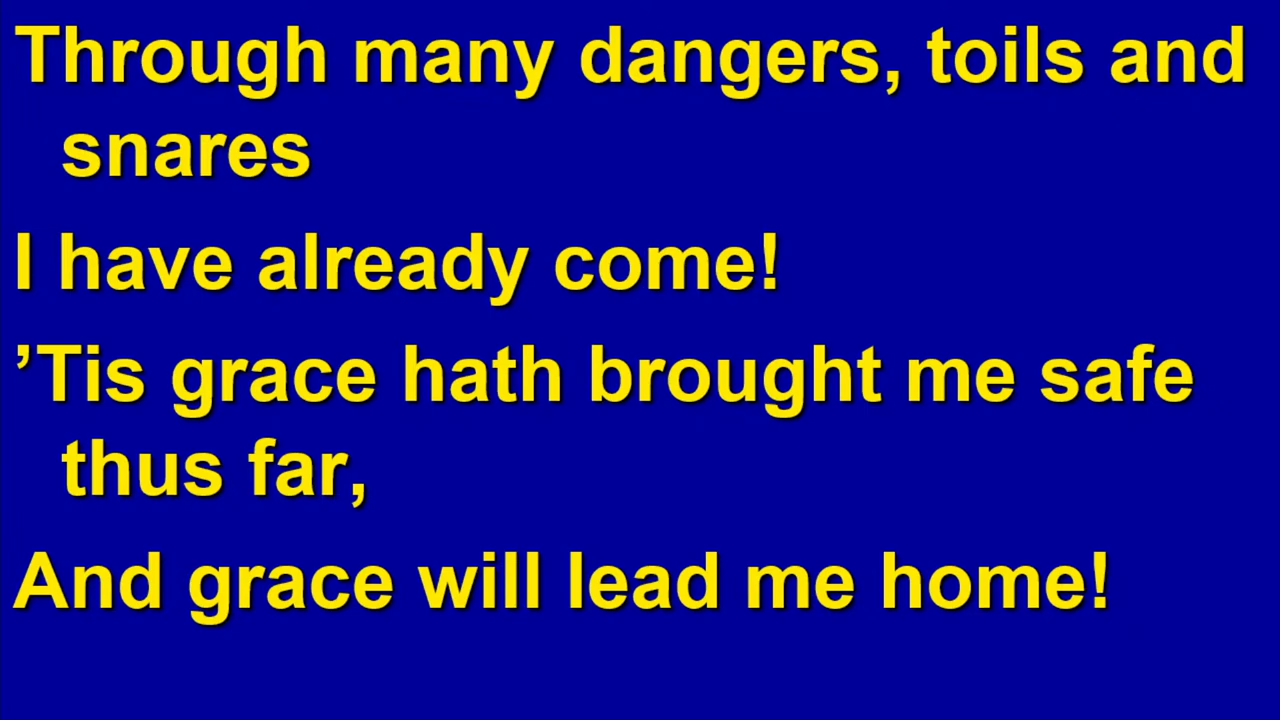 Through many dangers, toils and
snares
I have already come!
’Tis grace hath brought me safe
thus far,
And grace will lead me home!